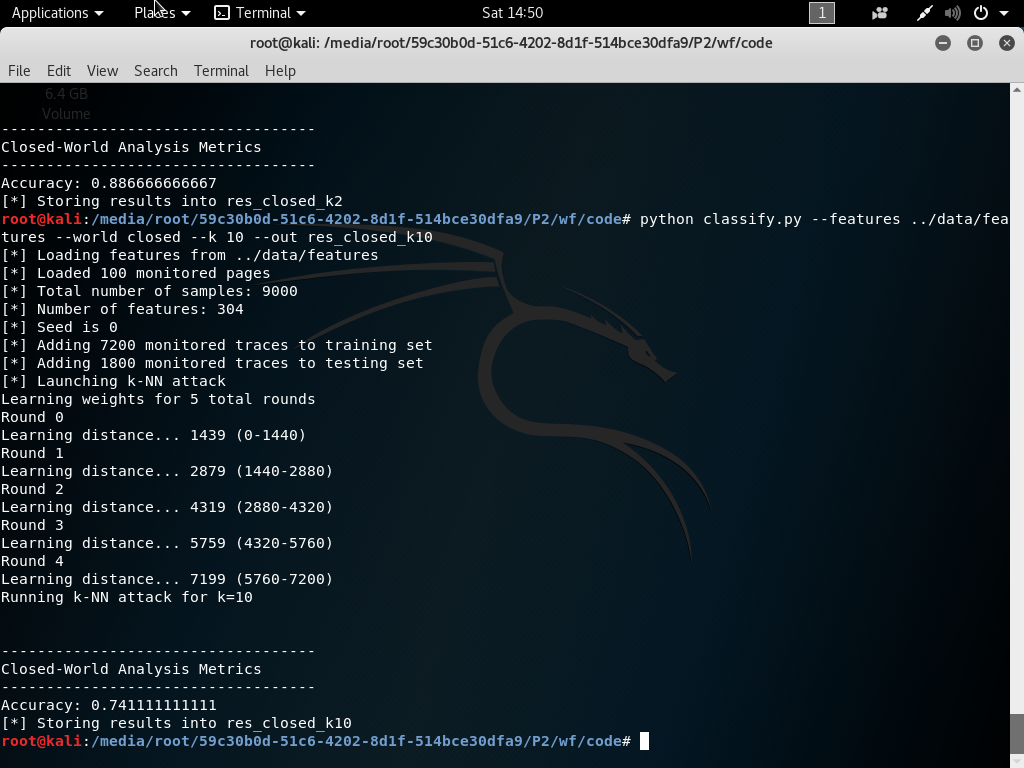 Applications Places Terminal Sat 14:50 1
root@kali: /media/root/59c30b0d-51c6-4202-8d1f-514bce30dfa9/P2/wf/code
File Edit View Search Terminal Help
6.4 GB
Volume
-----------------------------------
Closed-World Analysis Metrics
-----------------------------------
Accuracy: 0.886666666667
[*] Storing results into res_closed_k2
root@kali:/media/root/59c30b0d-51c6-4202-8d1f-514bce30dfa9/P2/wf/code# python classify.py --features ../data/fea
tures --world closed --k 10 --out res_closed_k10
[*] Loading features from ../data/features
[*] Loaded 100 monitored pages
[*] Total number of samples: 9000
[*] Number of features: 304
[*] Seed is 0
[*] Adding 7200 monitored traces to training set
[*] Adding 1800 monitored traces to testing set
[*] Launching k-NN attack
Learning weights for 5 total rounds
Round 0
Learning distance... 1439 (0-1440)
Round 1
Learning distance... 2879 (1440-2880)
Round 2
Learning distance... 4319 (2880-4320)
Round 3
Learning distance... 5759 (4320-5760)
Round 4
Learning distance... 7199 (5760-7200)
Running k-NN attack for k=10
-----------------------------------
Closed-World Analysis Metrics
-----------------------------------
Accuracy: 0.741111111111
[*] Storing results into res_closed_k10
root@kali:/media/root/59c30b0d-51c6-4202-8d1f-514bce30dfa9/P2/wf/code#